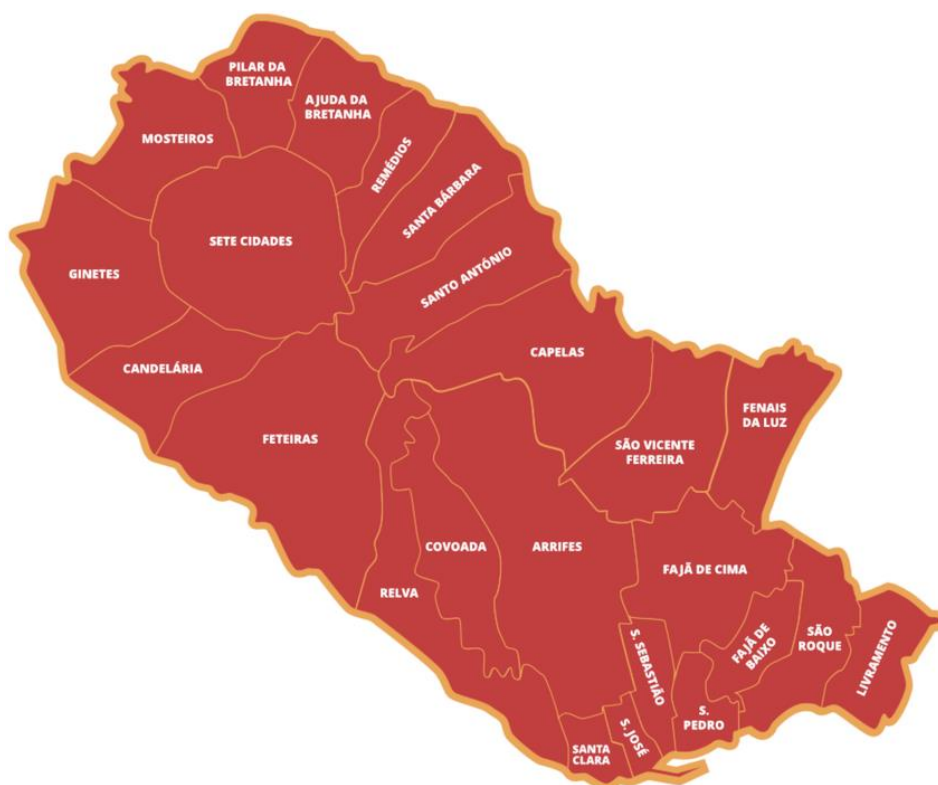 PILAR DA
BRETANHA
AJUDA DA
BRETANHA
MOSTEIROS
REMÉDIOS
SANTA BÁRBARA
SETE CIDADES
GINETES
SANTO ANTÓNIO
CAPELAS
CANDELÁRIA
FETEIRAS
FENAIS
DA LUZ
SÃO VICENTE
FERREIRA
COVOADA
ARRIFES
RELVA
FAJÃ DE CIMA
S. SEBASTIÃO
FAJÃ DE
BAIXO
SÃO
ROQUE
LIVRAMENTO
S.
PEDRO
S. JOSÉ
SANTA
CLARA